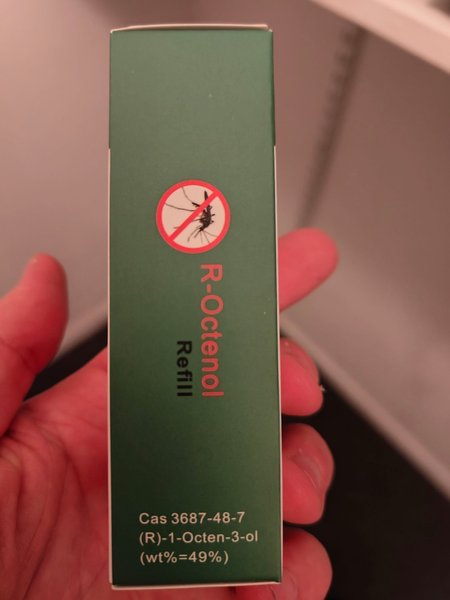 R-Octenol
Refill
Cas 3687-48-7
(R)-1-Octen-3-ol
(wt%=49%)